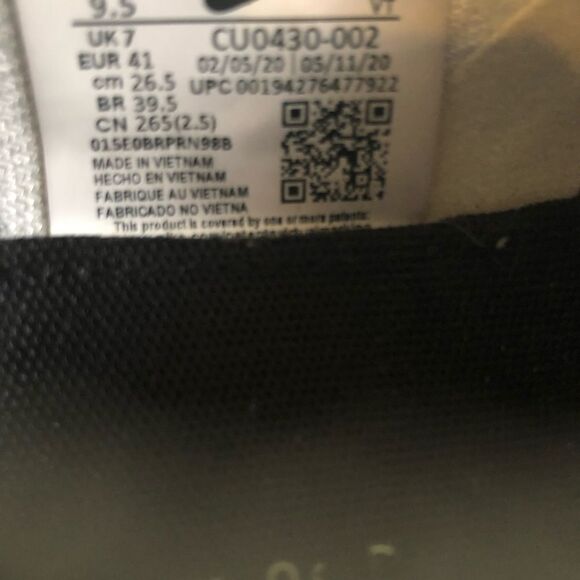 9.5
UK 7 CU0430-002
EUR 41 02/05/20 05/11/20
cm 26.5 UPC 00194276477922
BR 39.5
CN 265(2.5)
015E0BRPRN98B
MADE IN VIETNAM
HECHO EN VIETNAM
FABRIQUE AU VIETNAM
FABRICADO NO VIETNA
This product is covered by one or more patents: